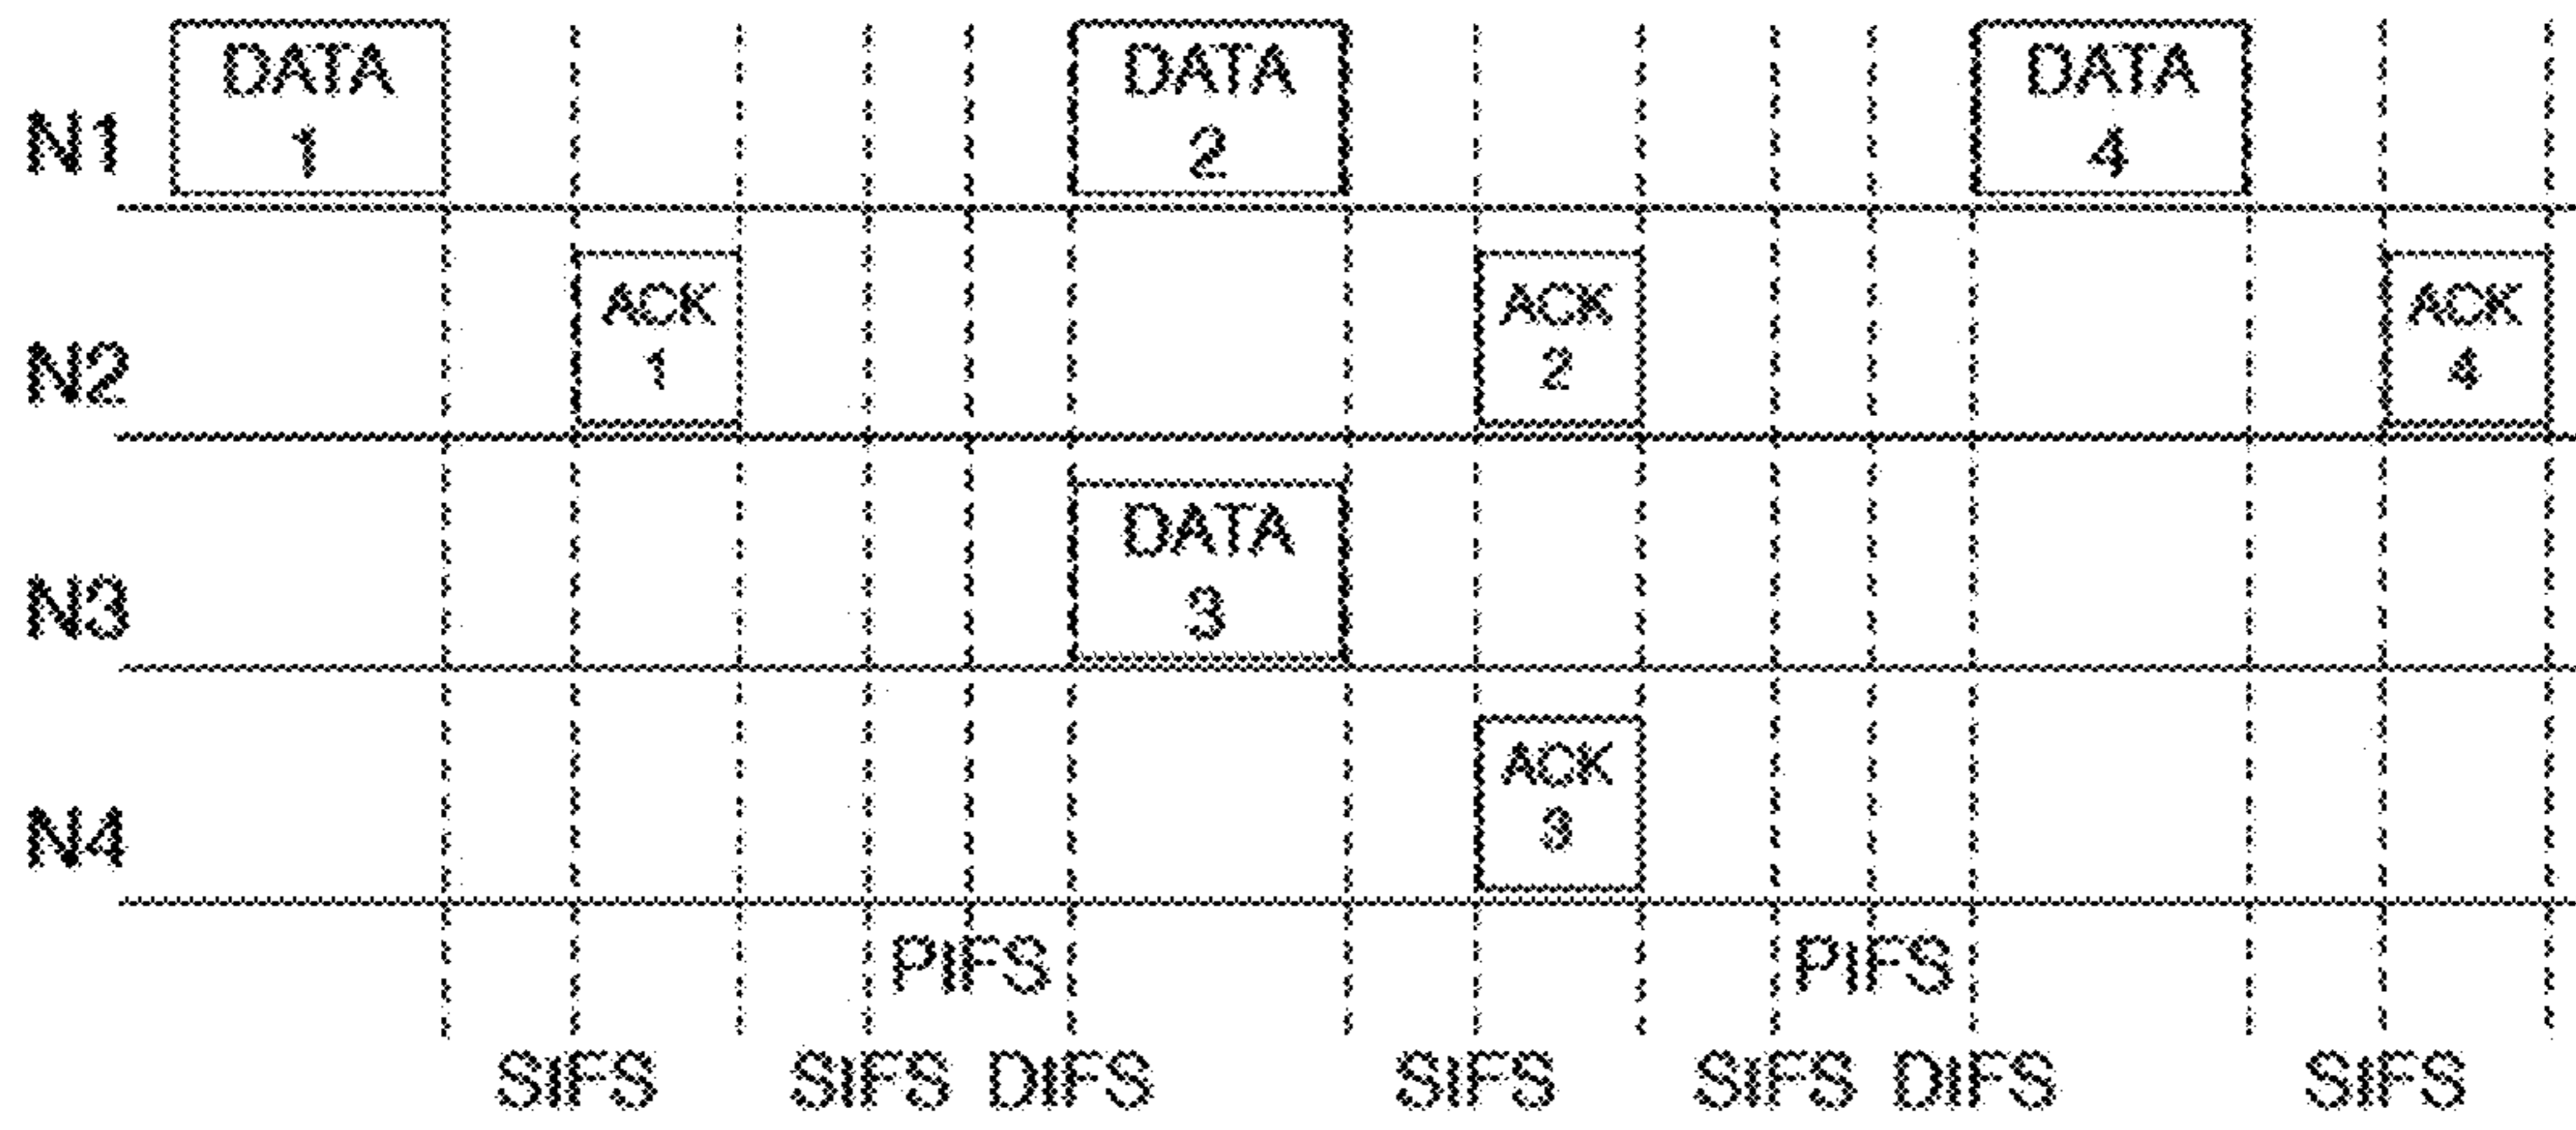 N1
DATA
1
DATA
2
DATA
4
N2
ACK
1
ACK
2
ACK
4
N3
DATA
3
N4
ACK
3
PIFS
PIFS
SIFS
SIFS
DIFS
SIFS
SIFS
DIFS
SIFS